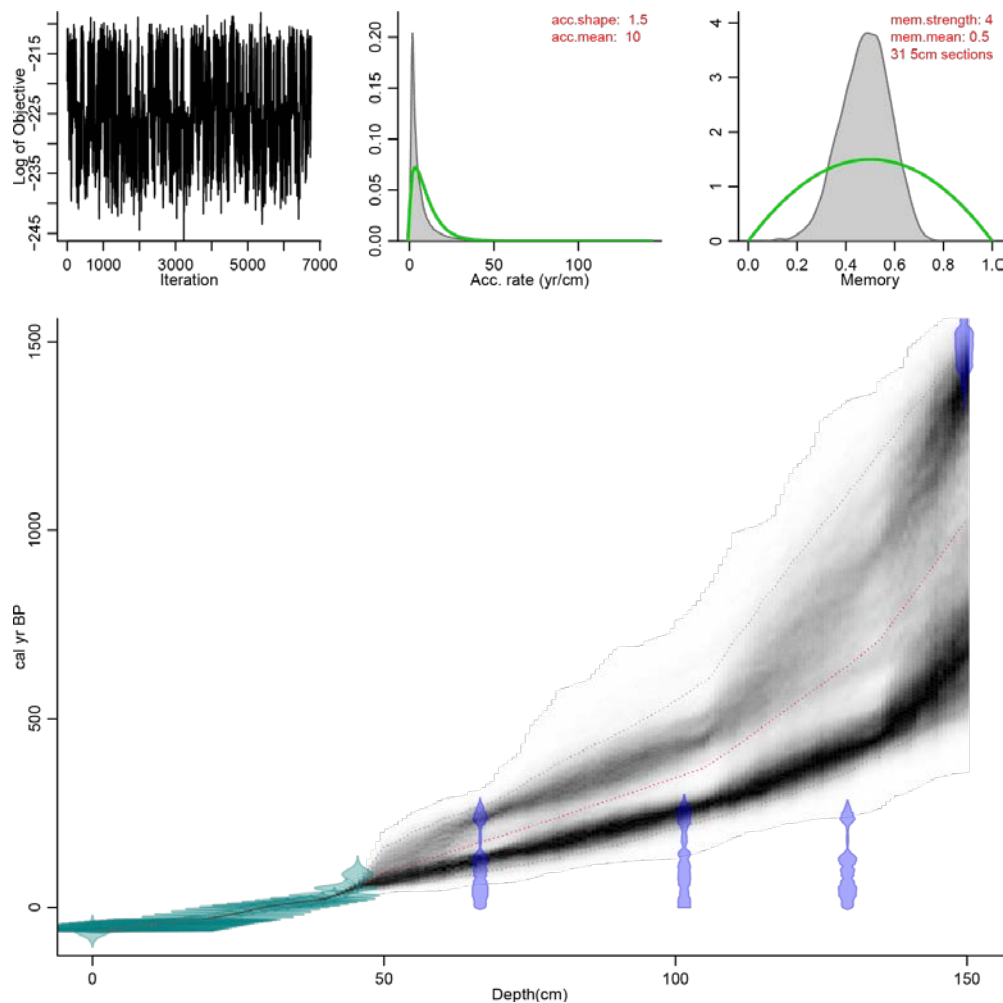 -215
-225
-235
-245
Log of Objective
0 1000 3000 5000 7000
Iteration
acc.shape: 1.5
acc.mean: 10
0.20
0.15
0.10
0.05
0.00
0 50 100
Acc. rate (yr/cm)
mem.strength: 4
mem.mean: 0.5
31 5cm sections
4
3
2
1
0
0.0 0.2 0.4 0.6 0.8 1.0
Memory
1500
1000
500
0
cal yr BP
0 50 100 150
Depth(cm)